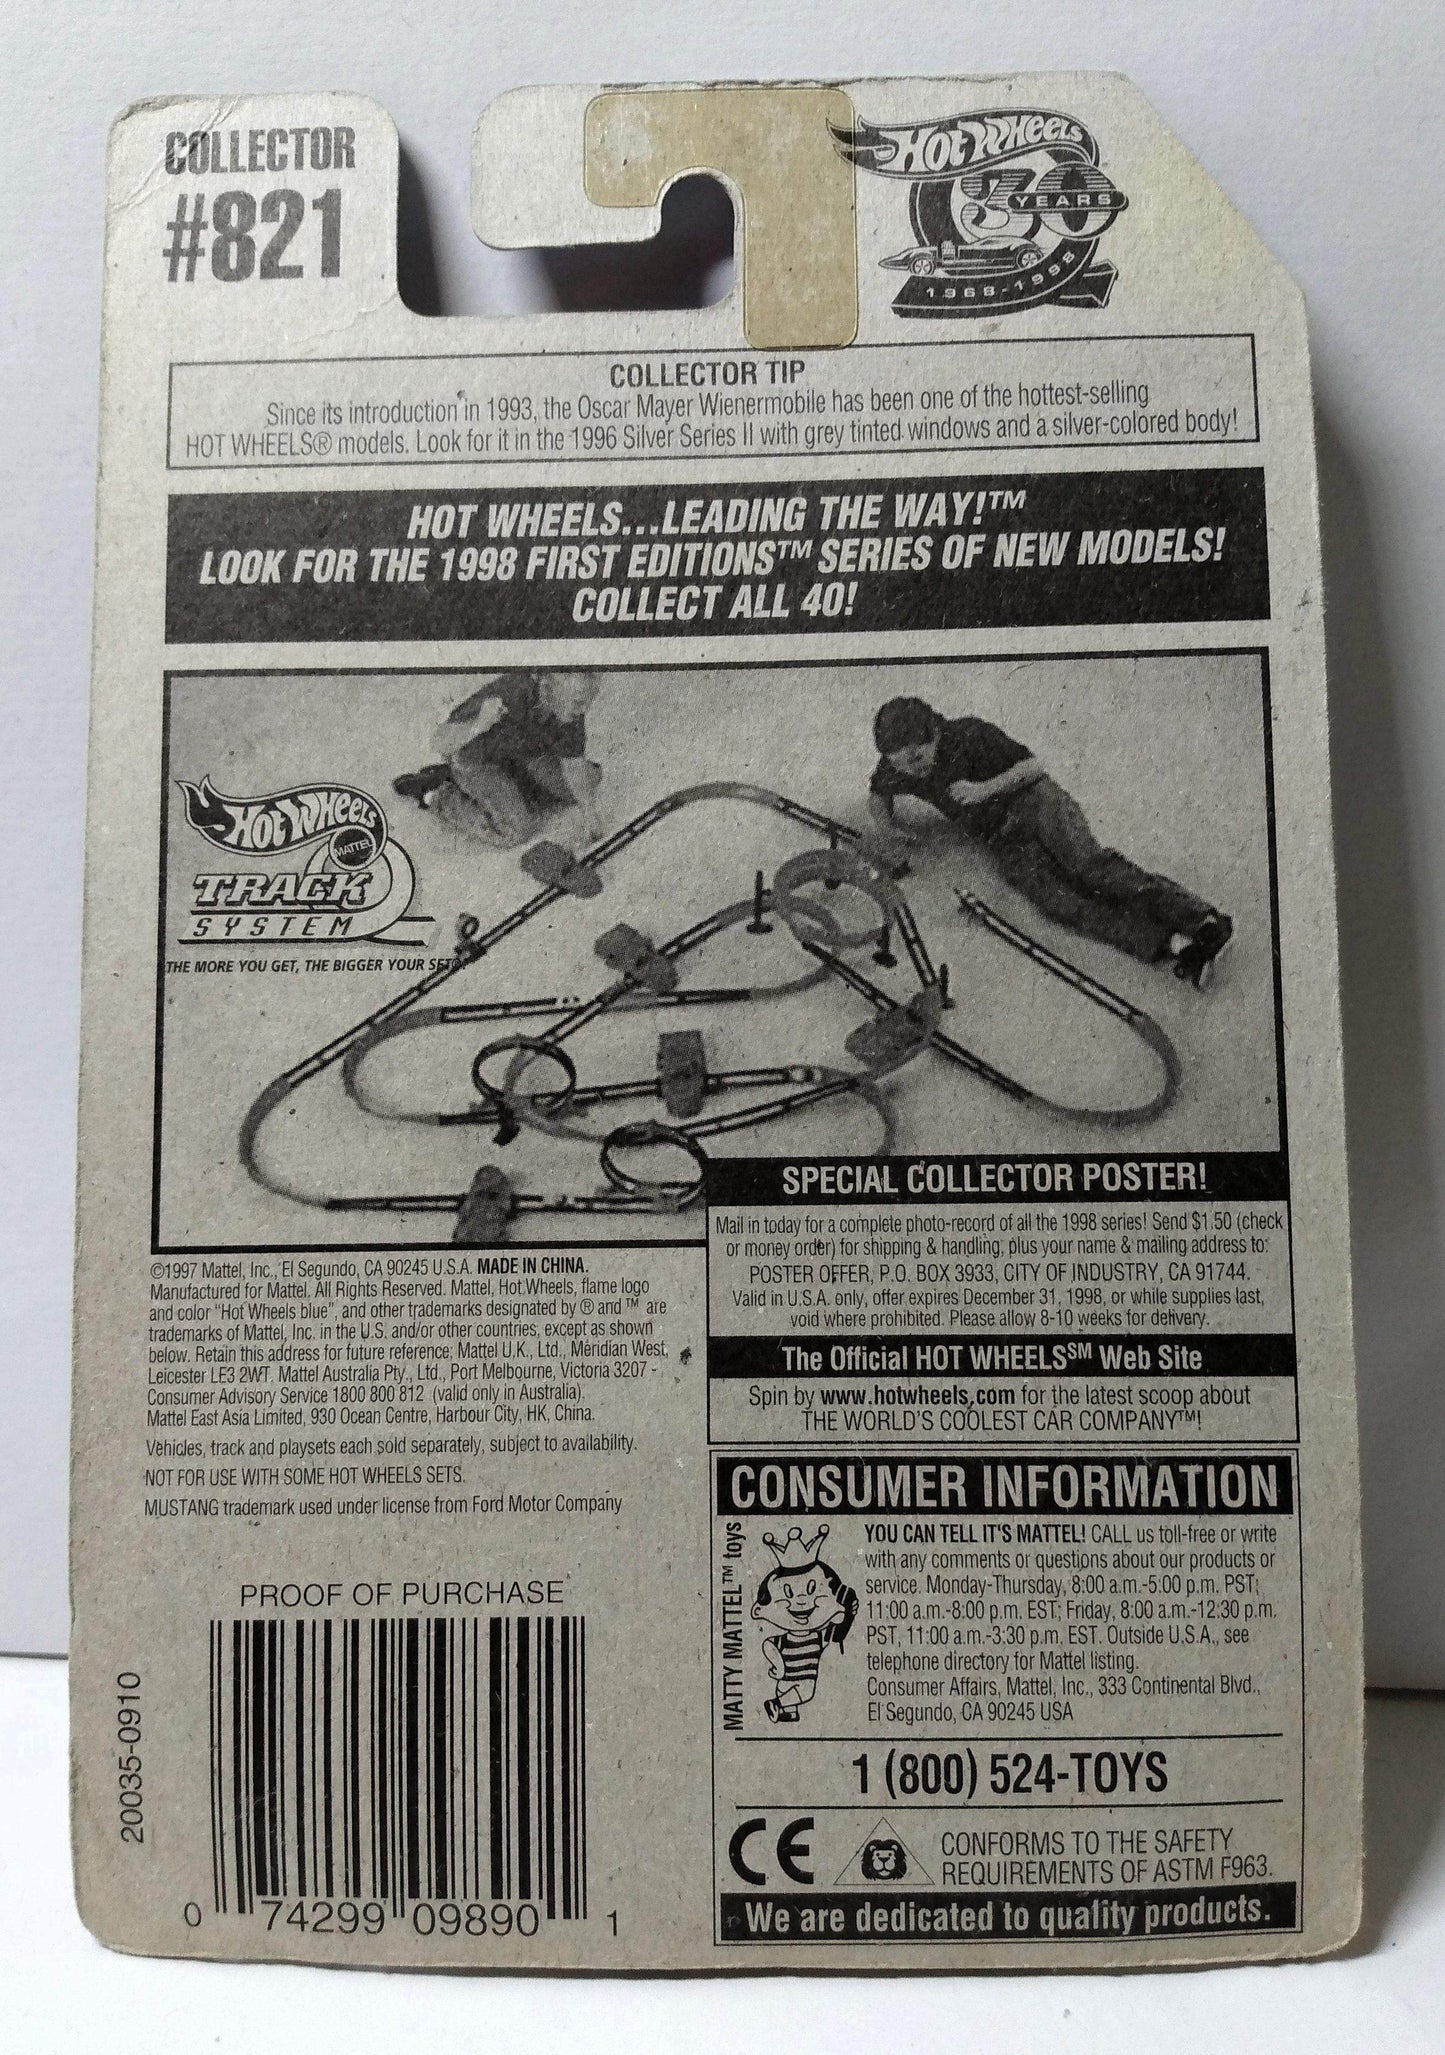 COLLECTOR
#821
HOT WHEELS
30
YEARS
1968-1998
COLLECTOR TIP
Since its introduction in 1993, the Oscar Mayer Wienermobile has been one of the hottest-selling
HOT WHEELS® models. Look for it in the 1996 Silver Series II with grey tinted windows and a silver-colored body!
HOT WHEELS...LEADING THE WAY!™
LOOK FOR THE 1998 FIRST EDITIONS™ SERIES OF NEW MODELS!
COLLECT ALL 40!
HOT WHEELS
MATTEL
TRACK
SYSTEM
THE MORE YOU GET, THE BIGGER YOUR SET
SPECIAL COLLECTOR POSTER!
Mail in today for a complete photo-record of all the 1998 series! Send $1.50 (check
or money order) for shipping & handling, plus your name & mailing address to:
POSTER OFFER, P.O. BOX 3933, CITY OF INDUSTRY, CA 91744.
Valid in U.S.A. only, offer expires December 31, 1998, or while supplies last,
void where prohibited. Please allow 8-10 weeks for delivery.
The Official HOT WHEELS℠ Web Site
Spin by www.hotwheels.com for the latest scoop about
THE WORLD'S COOLEST CAR COMPANY™!
©1997 Mattel, Inc., El Segundo, CA 90245 U.S.A. MADE IN CHINA.
Manufactured for Mattel. All Rights Reserved. Mattel, Hot Wheels, flame logo
and color "Hot Wheels blue", and other trademarks designated by ® and ™ are
trademarks of Mattel, Inc. in the U.S. and/or other countries, except as shown
below. Retain this address for future reference: Mattel U.K., Ltd., Meridian West,
Leicester LE3 2WT. Mattel Australia Pty., Ltd., Port Melbourne, Victoria 3207 -
Consumer Advisory Service 1800 800 812 (valid only in Australia).
Mattel East Asia Limited, 930 Ocean Centre, Harbour City, HK, China.
Vehicles, track and playsets each sold separately, subject to availability.
NOT FOR USE WITH SOME HOT WHEELS SETS.
MUSTANG trademark used under license from Ford Motor Company
CONSUMER INFORMATION
MATTY MATTEL™ toys
YOU CAN TELL IT'S MATTEL! CALL us toll-free or write
with any comments or questions about our products or
service. Monday-Thursday, 8:00 a.m.-5:00 p.m. PST;
11:00 a.m.-8:00 p.m. EST; Friday, 8:00 a.m.-12:30 p.m.
PST, 11:00 a.m.-3:30 p.m. EST. Outside U.S.A., see
telephone directory for Mattel listing.
Consumer Affairs, Mattel, Inc., 333 Continental Blvd.,
El Segundo, CA 90245 USA
1 (800) 524-TOYS
CE
CONFORMS TO THE SAFETY
REQUIREMENTS OF ASTM F963.
We are dedicated to quality products.
PROOF OF PURCHASE
20035-0910
0 74299 09890 1